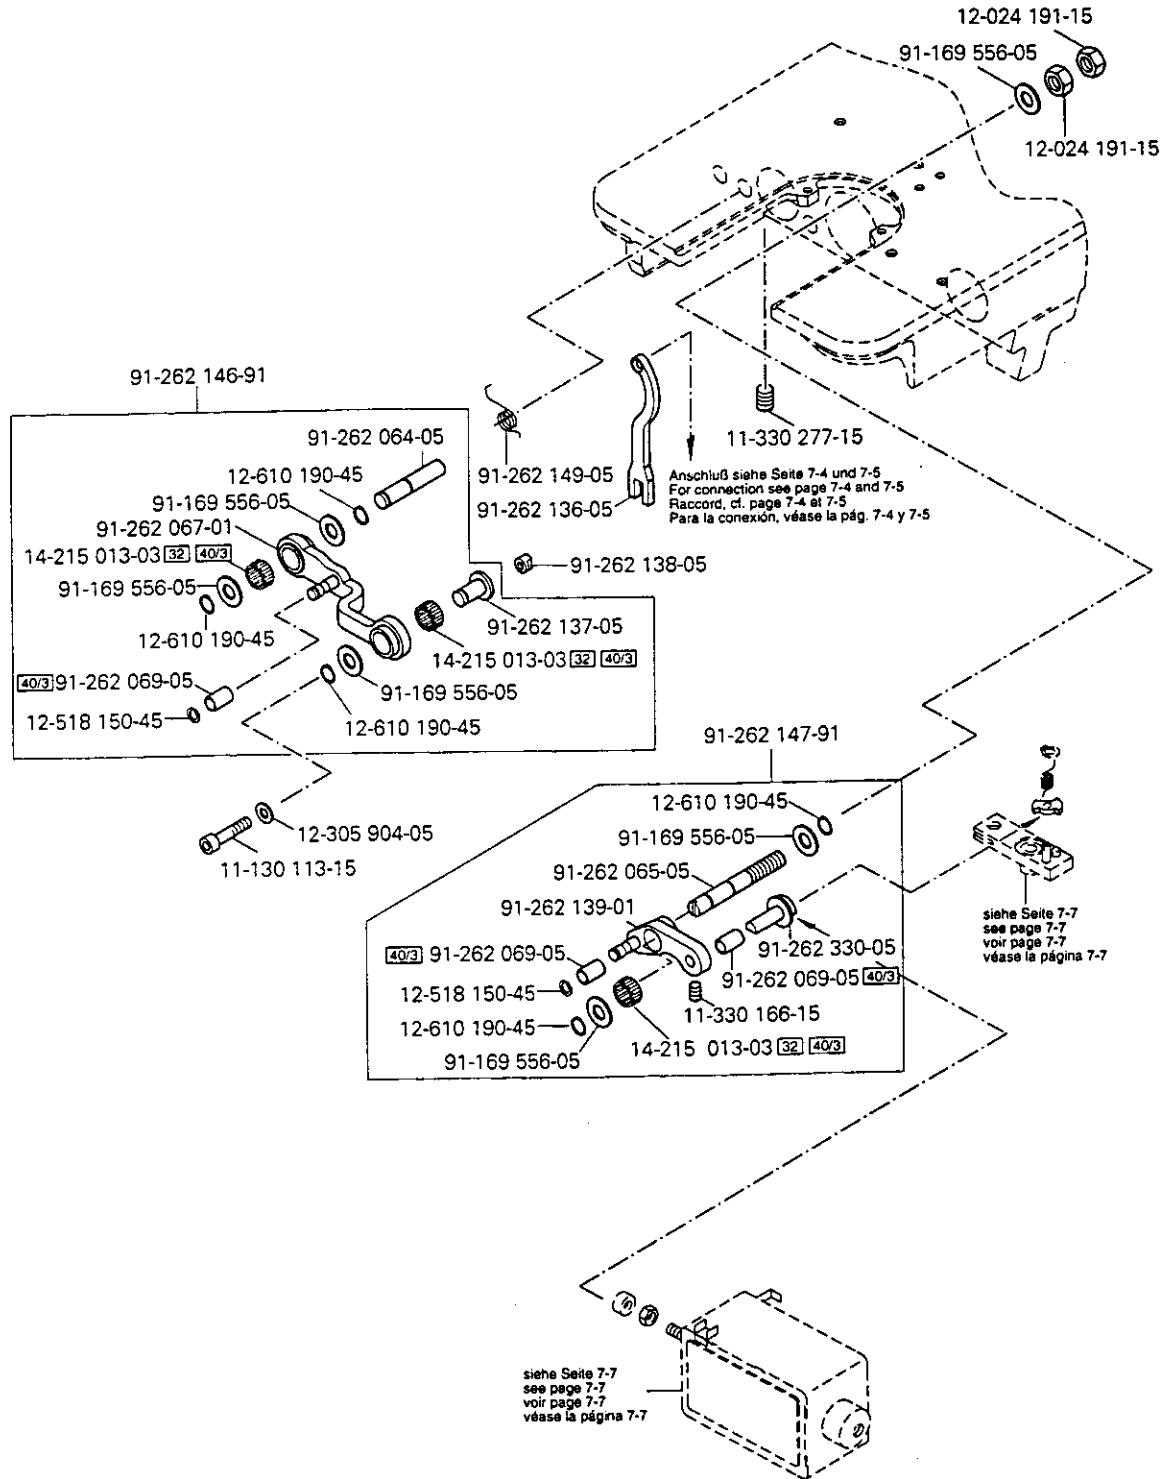 12-024 191-15
91-169 556-05
12-024 191-15
91-262 146-91
91-262 064-05
12-610 190-45
91-169 556-05
91-262 067-01
14-215 013-03 32 40/3
91-169 556-05
12-610 190-45
40/3 91-262 069-05
12-518 150-45
91-262 149-05
91-262 136-05
11-330 277-15
Anschluß siehe Seite 7-4 und 7-5
For connection see page 7-4 and 7-5
Raccord, cf. page 7-4 et 7-5
Para la conexión, véase la pág. 7-4 y 7-5
91-262 138-05
91-262 137-05
14-215 013-03 32 40/3
91-169 556-05
12-610 190-45
12-305 904-05
11-130 113-15
91-262 147-91
12-610 190-45
91-169 556-05
91-262 065-05
91-262 139-01
40/3 91-262 069-05
12-518 150-45
12-610 190-45
91-169 556-05
91-262 330-05
91-262 069-05 40/3
11-330 166-15
14-215 013-03 32 40/3
siehe Seite 7-7
see page 7-7
voir page 7-7
véase la página 7-7
siehe Seite 7-7
see page 7-7
voir page 7-7
véase la página 7-7